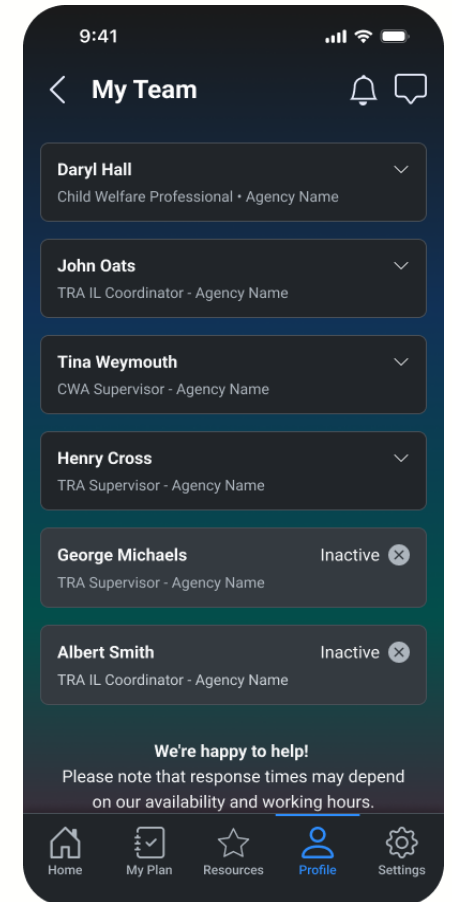 9:41
My Team
Daryl Hall
Child Welfare Professional • Agency Name
John Oats
TRA IL Coordinator - Agency Name
Tina Weymouth
CWA Supervisor - Agency Name
Henry Cross
TRA Supervisor - Agency Name
George Michaels
Inactive
TRA Supervisor - Agency Name
Albert Smith
Inactive
TRA IL Coordinator - Agency Name
We're happy to help!
Please note that response times may depend
on our availability and working hours.
Home
My Plan
Resources
Profile
Settings